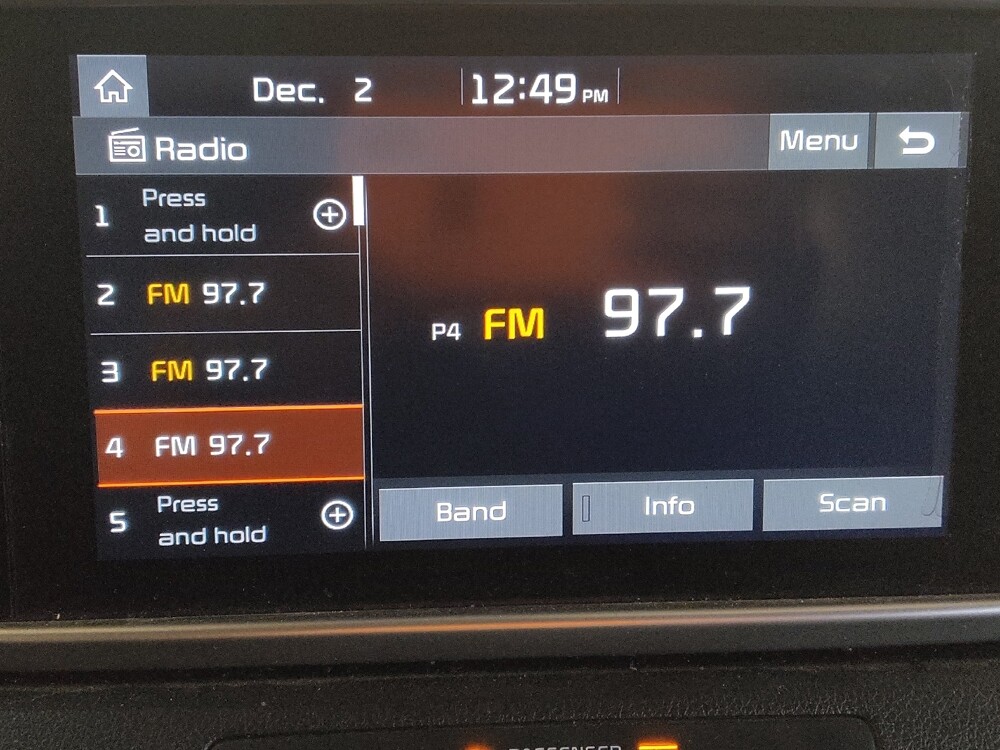 Dec. 2 12:49 PM
Radio Menu
1 Press
and hold
2 FM 97.7
3 FM 97.7
4 FM 97.7
5 Press
and hold
P4 FM 97.7
Band Info Scan
PASSENGER